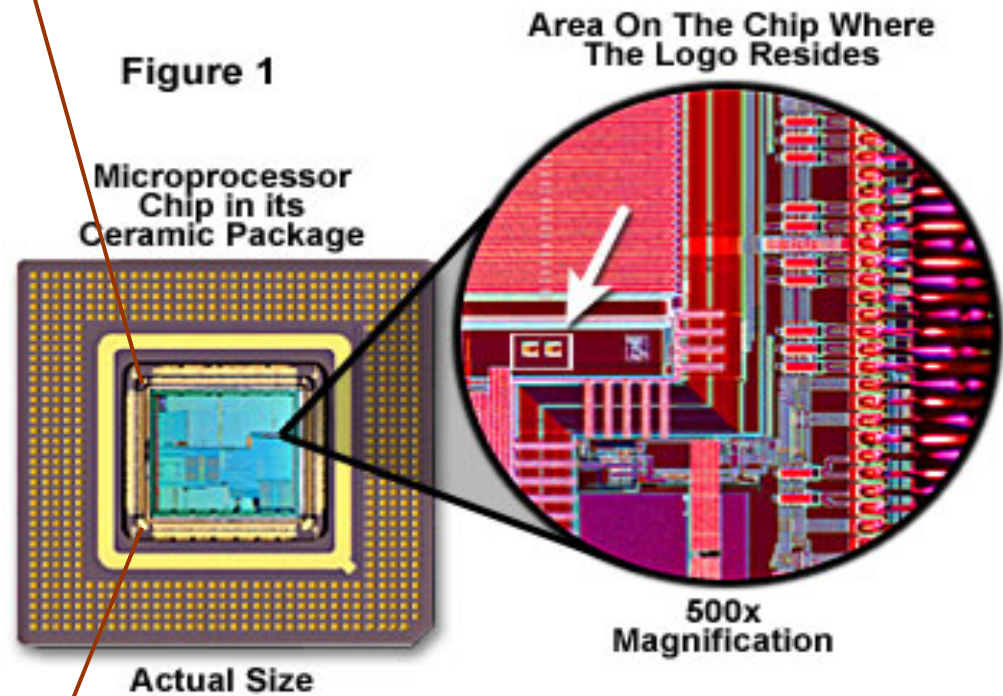 Area On The Chip Where
The Logo Resides
Figure 1
Microprocessor
Chip in its
Ceramic Package
500x
Magnification
Actual Size